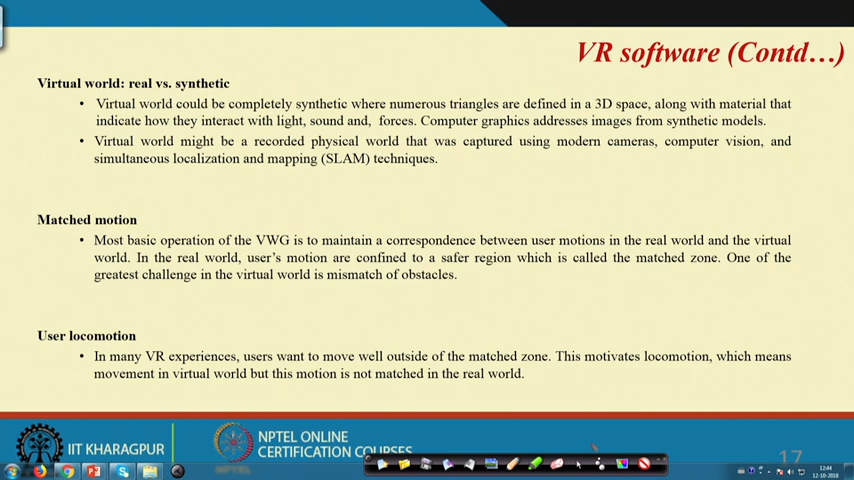 VR software (Contd…)
Virtual world: real vs. synthetic
• Virtual world could be completely synthetic where numerous triangles are defined in a 3D space, along with material that
indicate how they interact with light, sound and, forces. Computer graphics addresses images from synthetic models.
• Virtual world might be a recorded physical world that was captured using modern cameras, computer vision, and
simultaneous localization and mapping (SLAM) techniques.
Matched motion
• Most basic operation of the VWG is to maintain a correspondence between user motions in the real world and the virtual
world. In the real world, user's motion are confined to a safer region which is called the matched zone. One of the
greatest challenge in the virtual world is mismatch of obstacles.
User locomotion
• In many VR experiences, users want to move well outside of the matched zone. This motivates locomotion, which means
movement in virtual world but this motion is not matched in the real world.
IIT KHARAGPUR
NPTEL ONLINE
CERTIFICATION COURSES
NPTEL
17
12:44
12-10-2018